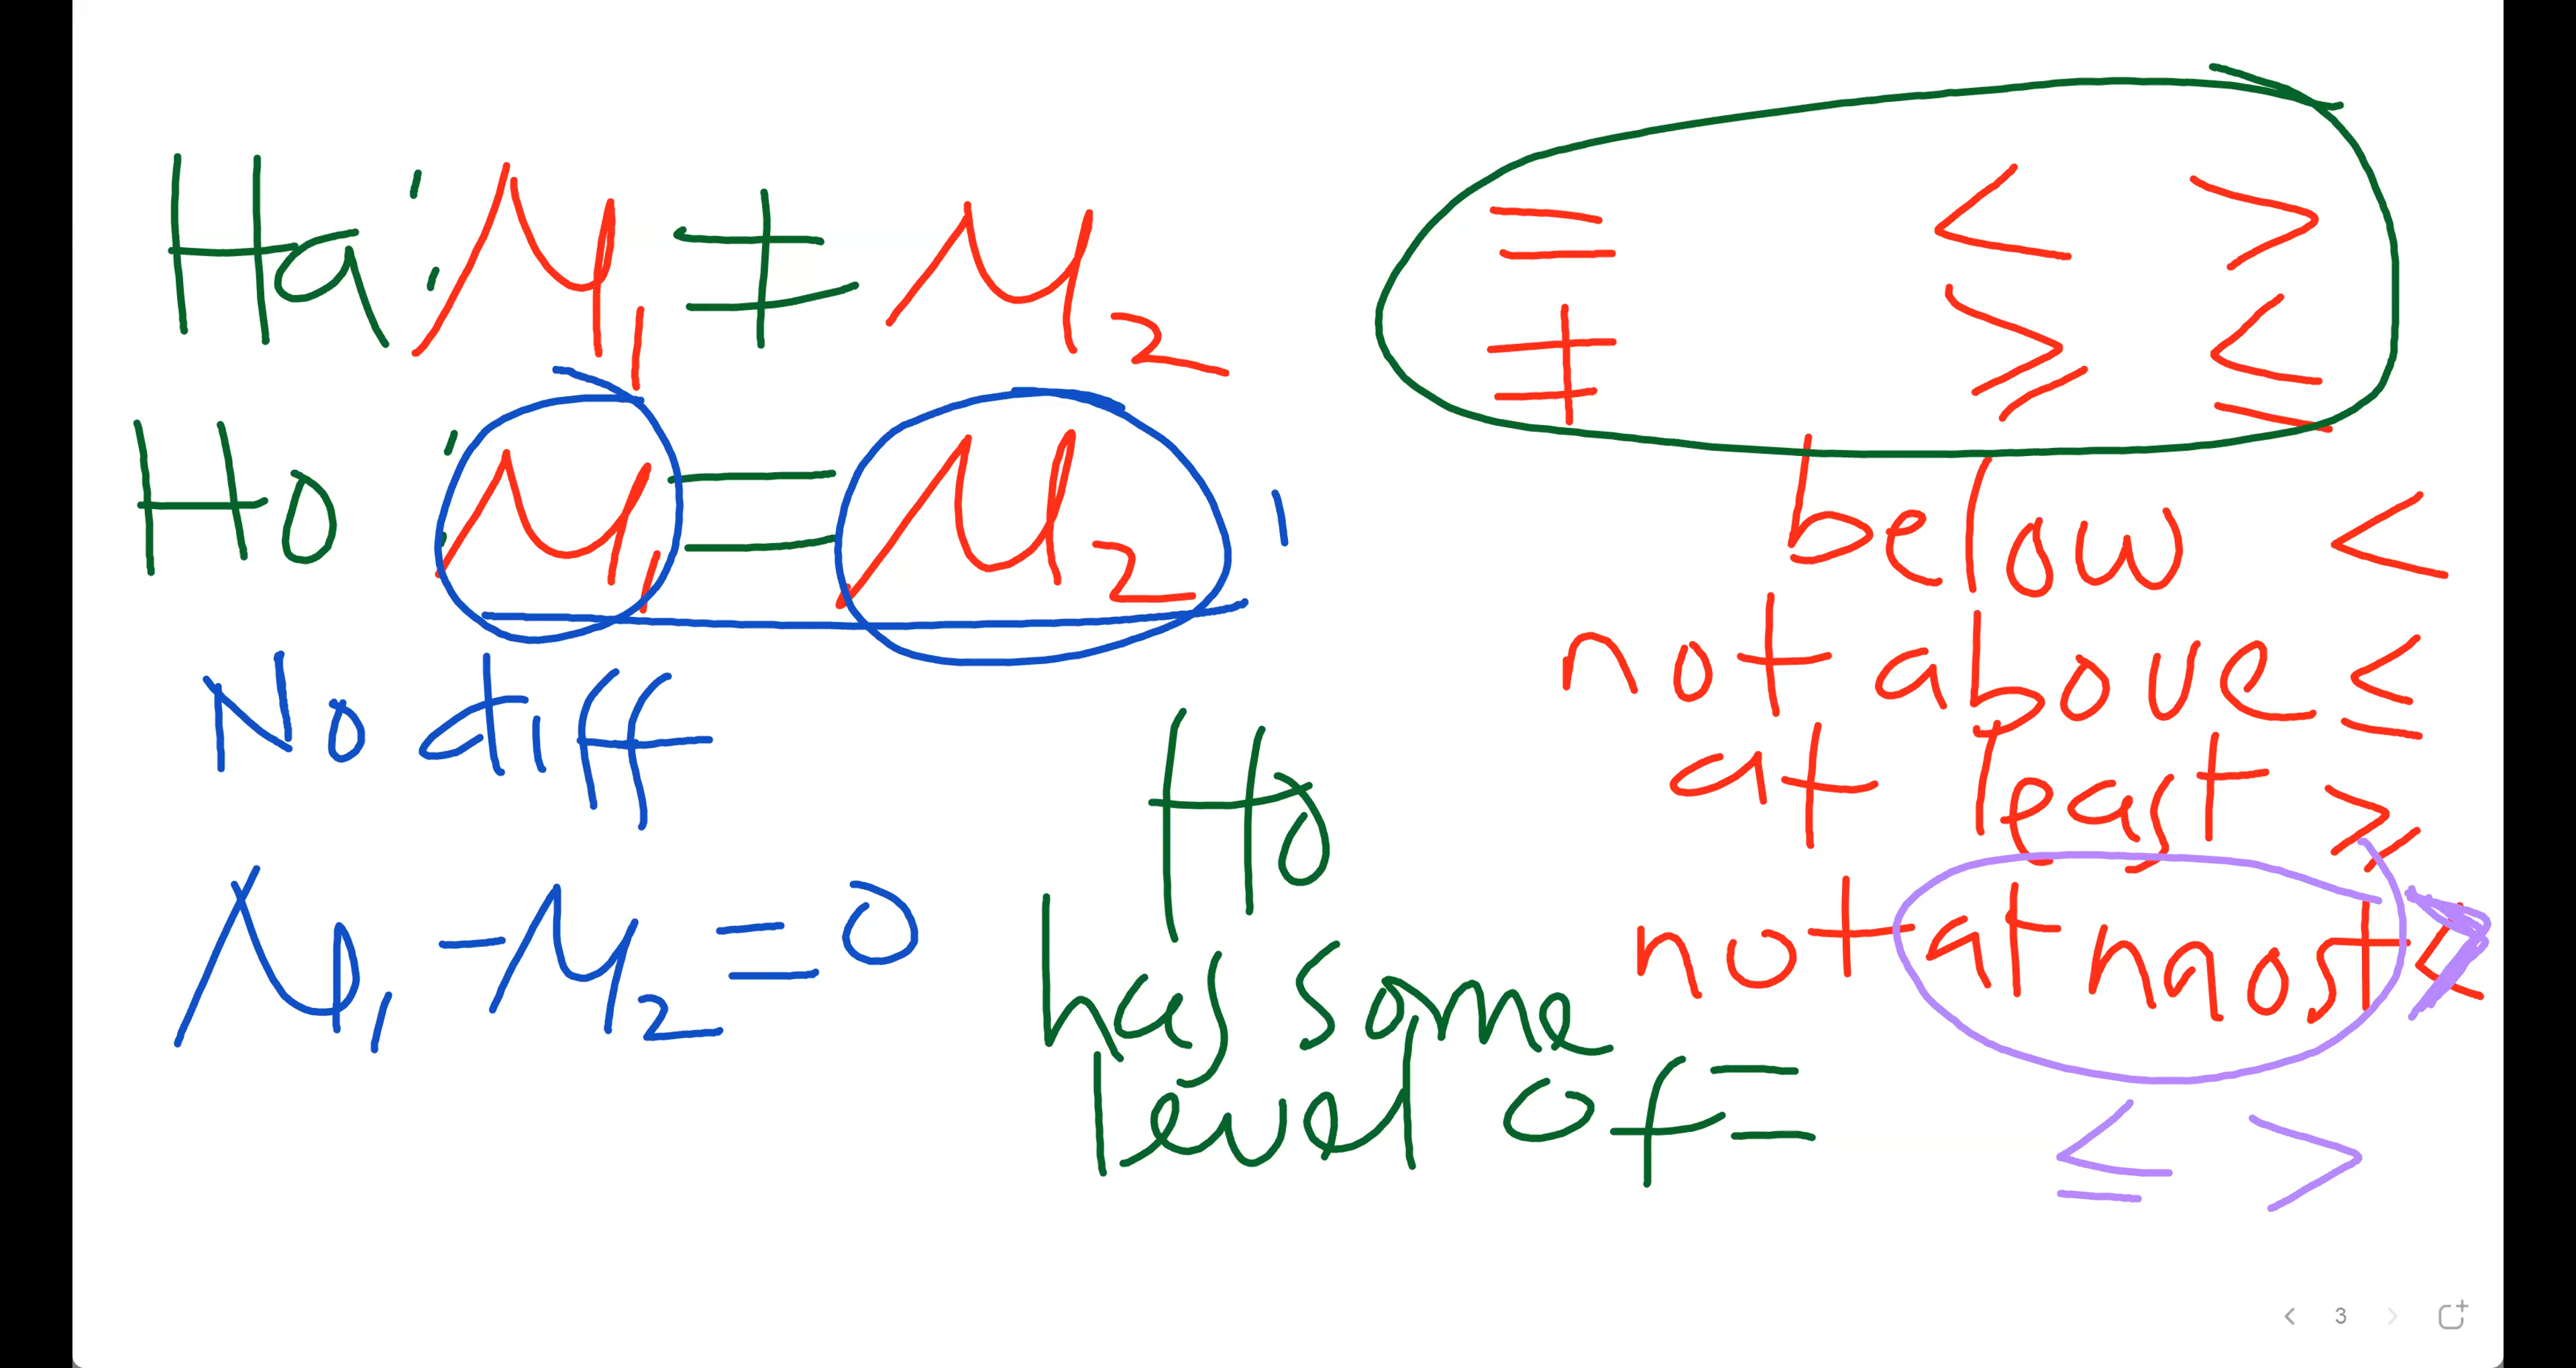 Ha: μ₁ ≠ μ₂
= < >
≠ ≥ ≤
Ho: μ₁ = μ₂
No diff
μ₁ - μ₂ = 0
Ho
has some
level of =
below <
not above ≤
at least ≥
not at most
≤ >
3